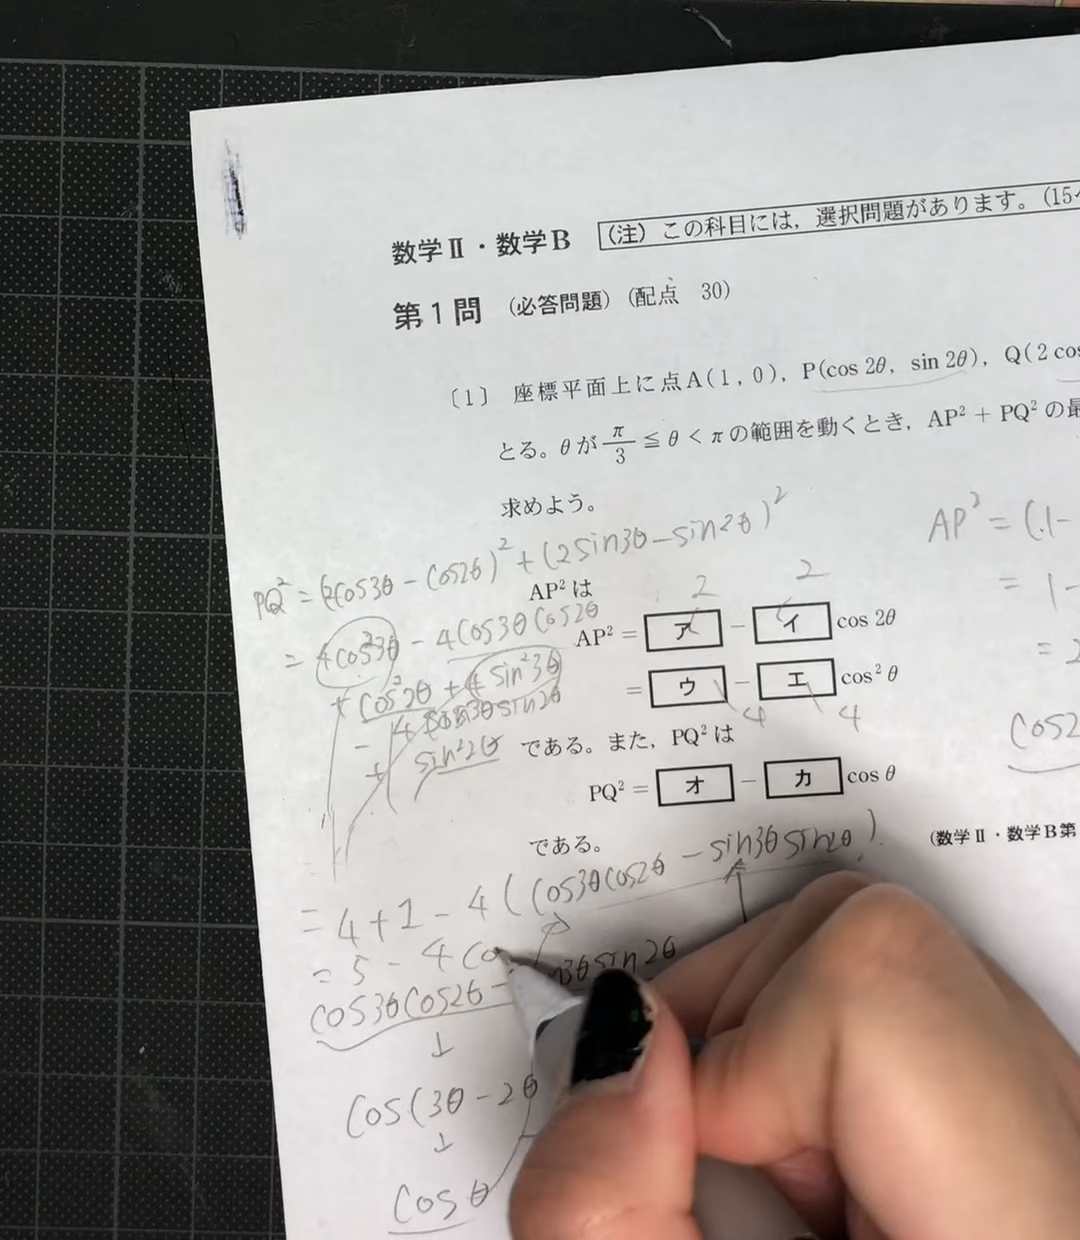 数学Ⅱ・数学B (注) この科目には, 選択問題があります。(15
第1問 (必答問題) (配点 30)
〔1〕 座標平面上に点A(1, 0), P(cos 2θ, sin 2θ), Q(2 cos
とる。θが π/3 ≦ θ < π の範囲を動くとき, AP² + PQ² の最
求めよう。
AP² = (1-
= 1-
= 2
cos2
PQ² = (2cos3θ - cos2θ)² + (2sin3θ - sin2θ)²
= 4cos²3θ - 4cos3θcos2θ
+ cos²2θ + 4sin²3θ
- 4sin3θsin2θ
+ sin²2θ
AP² は
2 2
AP² = ア - イ cos 2θ
= ウ - エ cos² θ
4 4
である。また, PQ² は
PQ² = オ - カ cos θ
である。
(数学Ⅱ・数学B第
= 4+1-4(cos3θcos2θ - sin3θsin2θ)
= 5 - 4co
cos3θcos2θ - n3θsin2θ
↓
cos(3θ-2θ
↓
cosθ